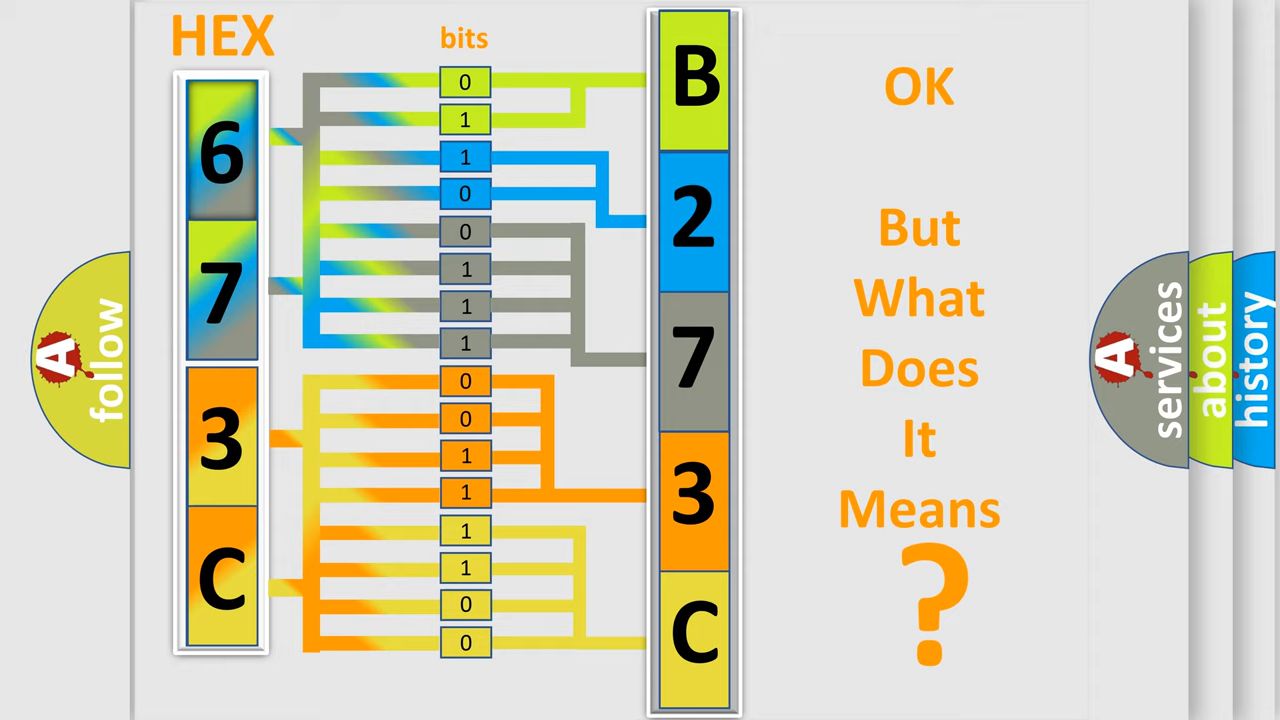 HEX
bits
6
7
3
C
0
1
1
0
0
1
1
1
0
0
1
1
1
1
0
0
B
2
7
3
C
OK
But
What
Does
It
Means
?
A
follow
A
services
about
history